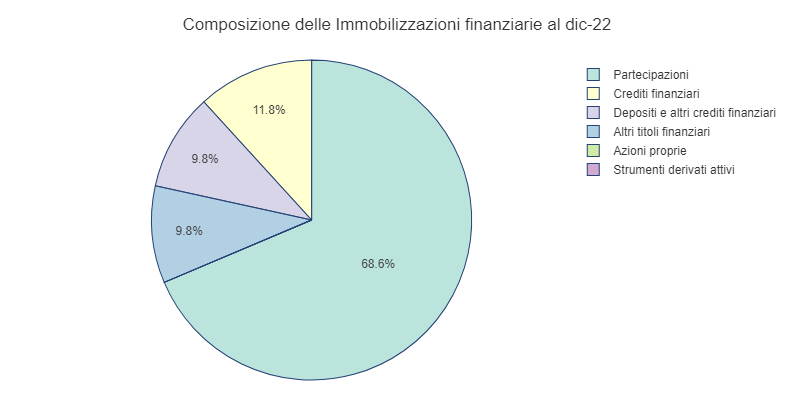 Composizione delle Immobilizzazioni finanziarie al dic-22
Partecipazioni
Crediti finanziari
Depositi e altri crediti finanziari
Altri titoli finanziari
Azioni proprie
Strumenti derivati attivi
11.8%
9.8%
9.8%
68.6%